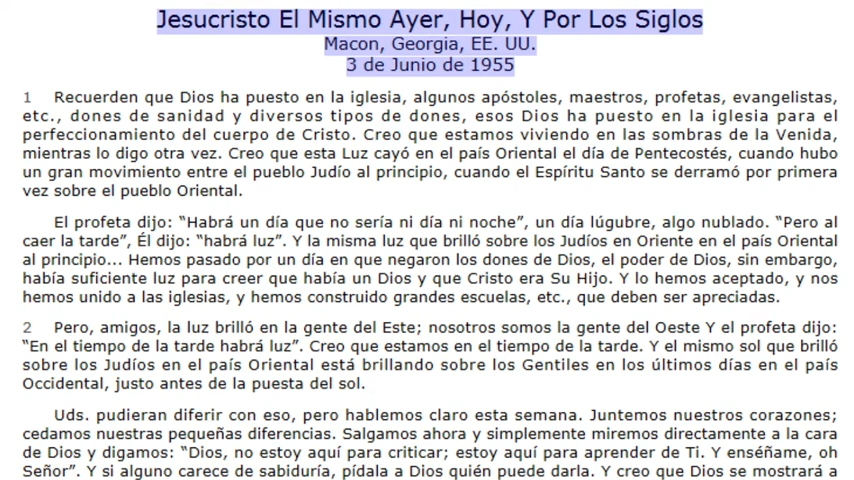 Jesucristo El Mismo Ayer, Hoy, Y Por Los Siglos
Macon, Georgia, EE. UU.
3 de Junio de 1955
1 Recuerden que Dios ha puesto en la iglesia, algunos apóstoles, maestros, profetas, evangelistas,
etc., dones de sanidad y diversos tipos de dones, esos Dios ha puesto en la iglesia para el
perfeccionamiento del cuerpo de Cristo. Creo que estamos viviendo en las sombras de la Venida,
mientras lo digo otra vez. Creo que esta Luz cayó en el país Oriental el día de Pentecostés, cuando hubo
un gran movimiento entre el pueblo Judío al principio, cuando el Espíritu Santo se derramó por primera
vez sobre el pueblo Oriental.
El profeta dijo: “Habrá un día que no sería ni día ni noche”, un día lúgubre, algo nublado. “Pero al
caer la tarde”, Él dijo: “habrá luz”. Y la misma luz que brilló sobre los Judíos en Oriente en el país Oriental
al principio... Hemos pasado por un día en que negaron los dones de Dios, el poder de Dios, sin embargo,
había suficiente luz para creer que había un Dios y que Cristo era Su Hijo. Y lo hemos aceptado, y nos
hemos unido a las iglesias, y hemos construido grandes escuelas, etc., que deben ser apreciadas.
2 Pero, amigos, la luz brilló en la gente del Este; nosotros somos la gente del Oeste Y el profeta dijo:
“En el tiempo de la tarde habrá luz”. Creo que estamos en el tiempo de la tarde. Y el mismo sol que brilló
sobre los Judíos en el país Oriental está brillando sobre los Gentiles en los últimos días en el país
Occidental, justo antes de la puesta del sol.
Uds. pudieran diferir con eso, pero hablemos claro esta semana. Juntemos nuestros corazones;
cedamos nuestras pequeñas diferencias. Salgamos ahora y simplemente miremos directamente a la cara
de Dios y digamos: “Dios, no estoy aquí para criticar; estoy aquí para aprender de Ti. Y enséñame, oh
Señor”. Y si alguno carece de sabiduría, pídala a Dios quién puede darla. Y creo que Dios se mostrará a